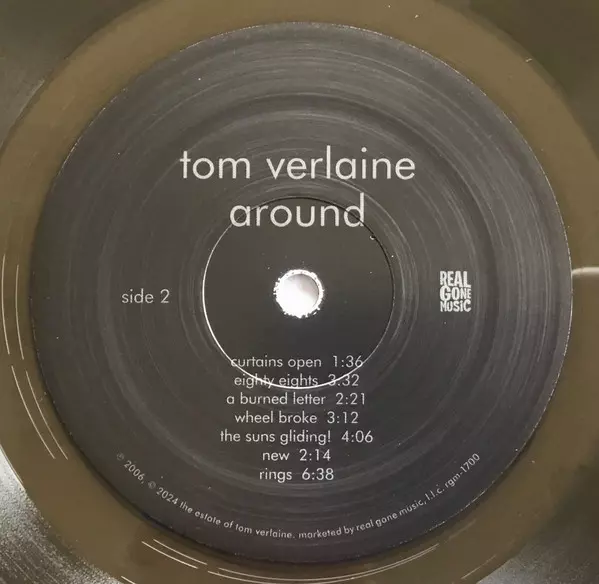 tom verlaine
around
side 2
REAL
GONE
MUSIC
curtains open 1:36
eighty eights 3:32
a burned letter 2:21
wheel broke 3:12
the suns gliding! 4:06
new 2:14
rings 6:38
℗ 2006, © 2024 the estate of tom verlaine. marketed by real gone music, l.l.c. rgm-1700